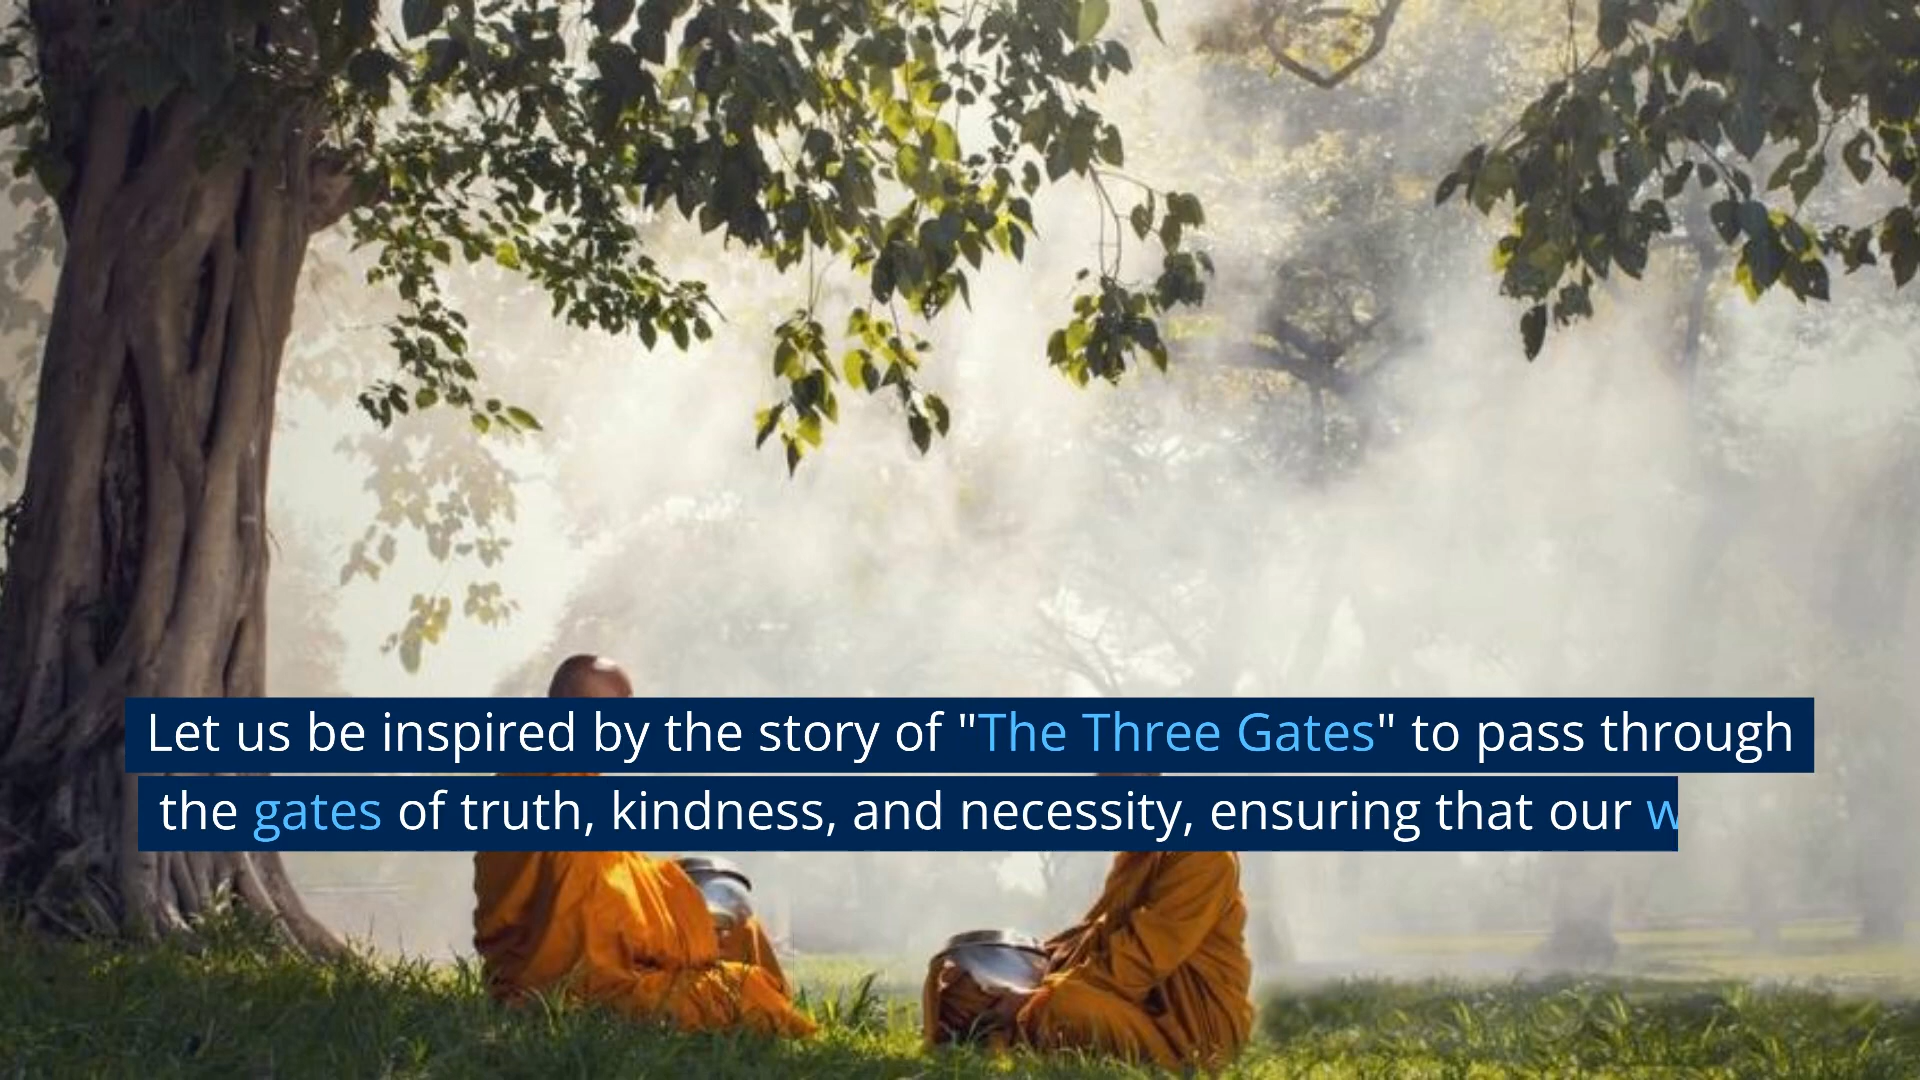 Let us be inspired by the story of "The Three Gates" to pass through
the gates of truth, kindness, and necessity, ensuring that our